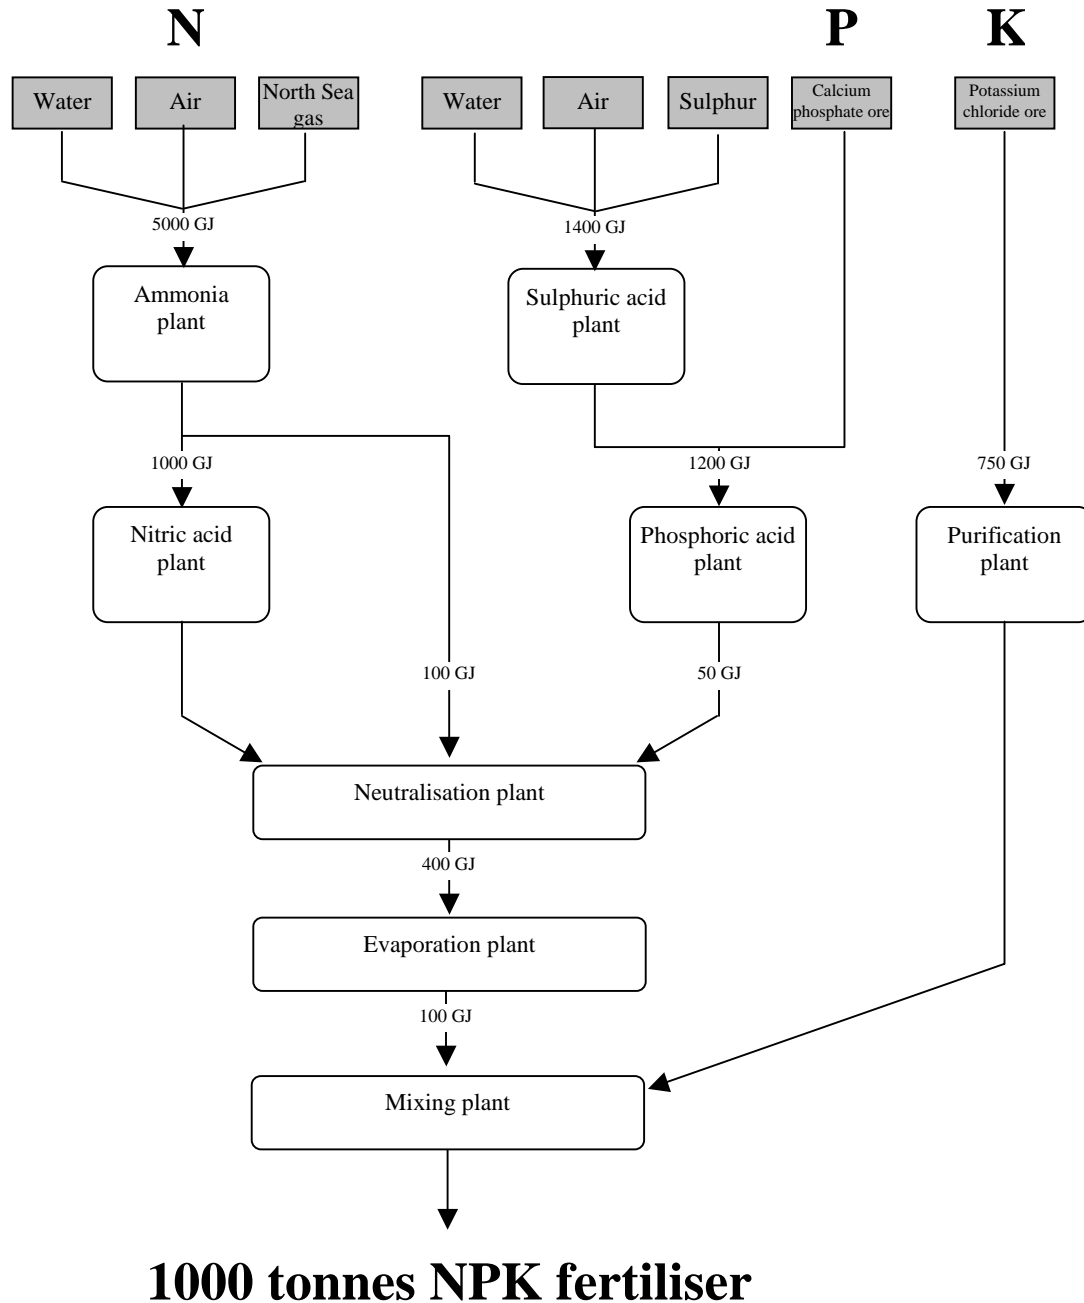 N
P
K
Water
Air
North Sea
gas
Water
Air
Sulphur
Calcium
phosphate ore
Potassium
chloride ore
5000 GJ
1400 GJ
Ammonia
plant
Sulphuric acid
plant
1000 GJ
1200 GJ
750 GJ
Nitric acid
plant
Phosphoric acid
plant
Purification
plant
100 GJ
50 GJ
Neutralisation plant
400 GJ
Evaporation plant
100 GJ
Mixing plant
1000 tonnes NPK fertiliser